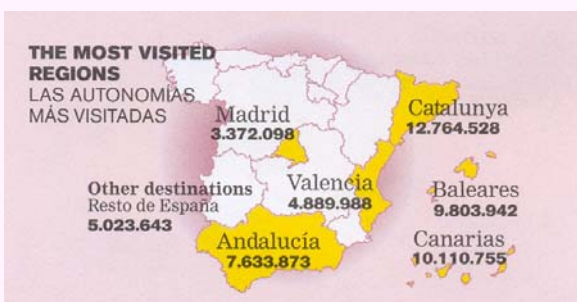 THE MOST VISITED
REGIONS
LAS AUTONOMÍAS
MÁS VISITADAS
Madrid
3.372.098
Catalunya
12.764.528
Other destinations
Resto de España
5.023.643
Valencia
4.889.988
Baleares
9.803.942
Andalucía
7.633.873
Canarias
10.110.755